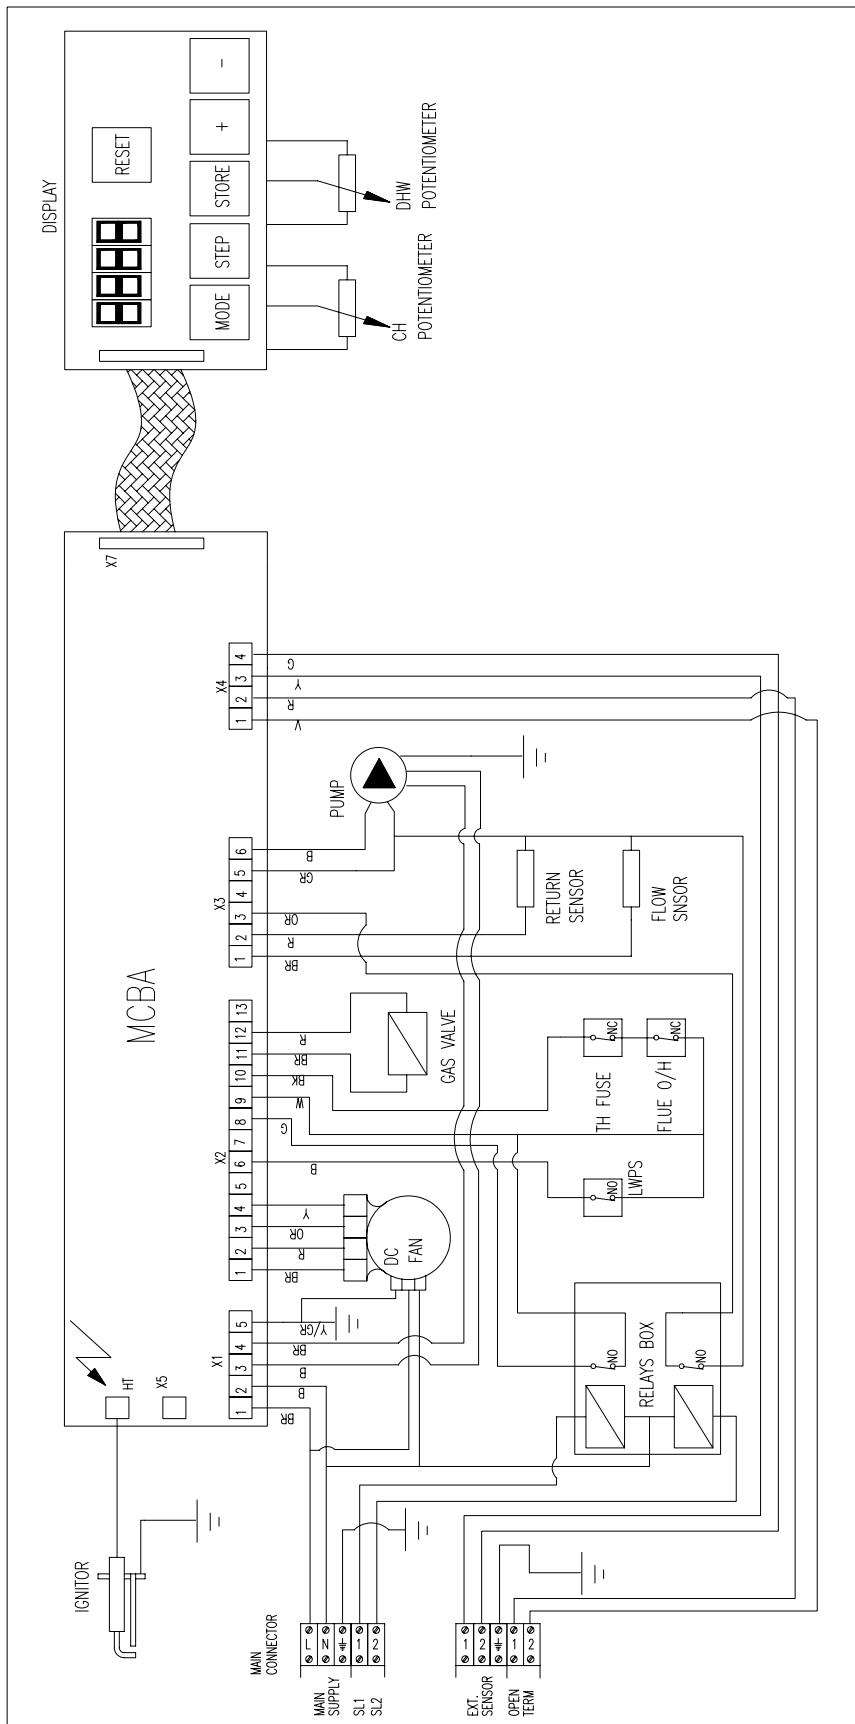 DISPLAY
RESET
MODE
STEP
STORE
+
-
CH
POTENTIOMETER
DHW
POTENTIOMETER
X7
MCBA
HT
X5
IGNITOR
X1
1 2 3 4 5
BR
B
B
BR
Y/GR
X2
1 2 3 4 5 6 7 8 9 10 11 12 13
BR
R
OR
Y
B
G
W
BK
BR
R
X3
1 2 3 4 5 6
BR
R
OR
GR
B
X4
1 2 3 4
V
R
Y
G
DC
FAN
GAS VALVE
PUMP
RETURN
SENSOR
FLOW
SNSOR
TH FUSE
NC
FLUE O/H
NC
LWPS
NO
RELAYS BOX
NO
NO
MAIN
CONNECTOR
MAIN
SUPPLY
L
N
SL1
1
SL2
2
EXT.
SENSOR
1
2
OPEN
TERM
1
2